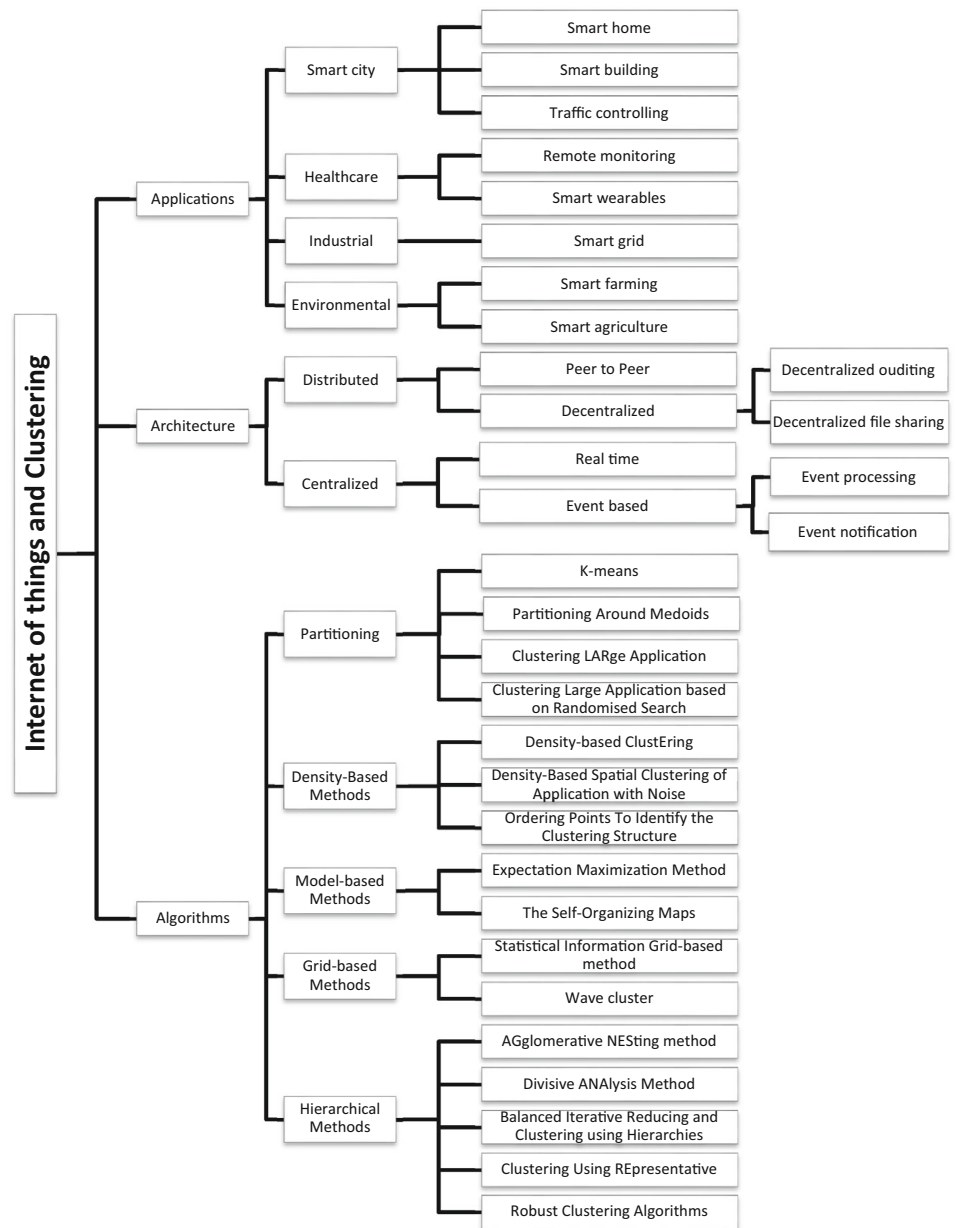 Internet of things and Clustering
Applications
Smart city
Smart home
Smart building
Traffic controlling
Healthcare
Remote monitoring
Smart wearables
Industrial
Smart grid
Environmental
Smart farming
Smart agriculture
Architecture
Distributed
Peer to Peer
Decentralized
Decentralized ouditing
Decentralized file sharing
Centralized
Real time
Event based
Event processing
Event notification
Algorithms
Partitioning
K-means
Partitioning Around Medoids
Clustering LARge Application
Clustering Large Application based
on Randomised Search
Density-Based
Methods
Density-based ClustEring
Density-Based Spatial Clustering of
Application with Noise
Ordering Points To Identify the
Clustering Structure
Model-based
Methods
Expectation Maximization Method
The Self-Organizing Maps
Grid-based
Methods
Statistical Information Grid-based
method
Wave cluster
Hierarchical
Methods
AGglomerative NESting method
Divisive ANAlysis Method
Balanced Iterative Reducing and
Clustering using Hierarchies
Clustering Using REpresentative
Robust Clustering Algorithms